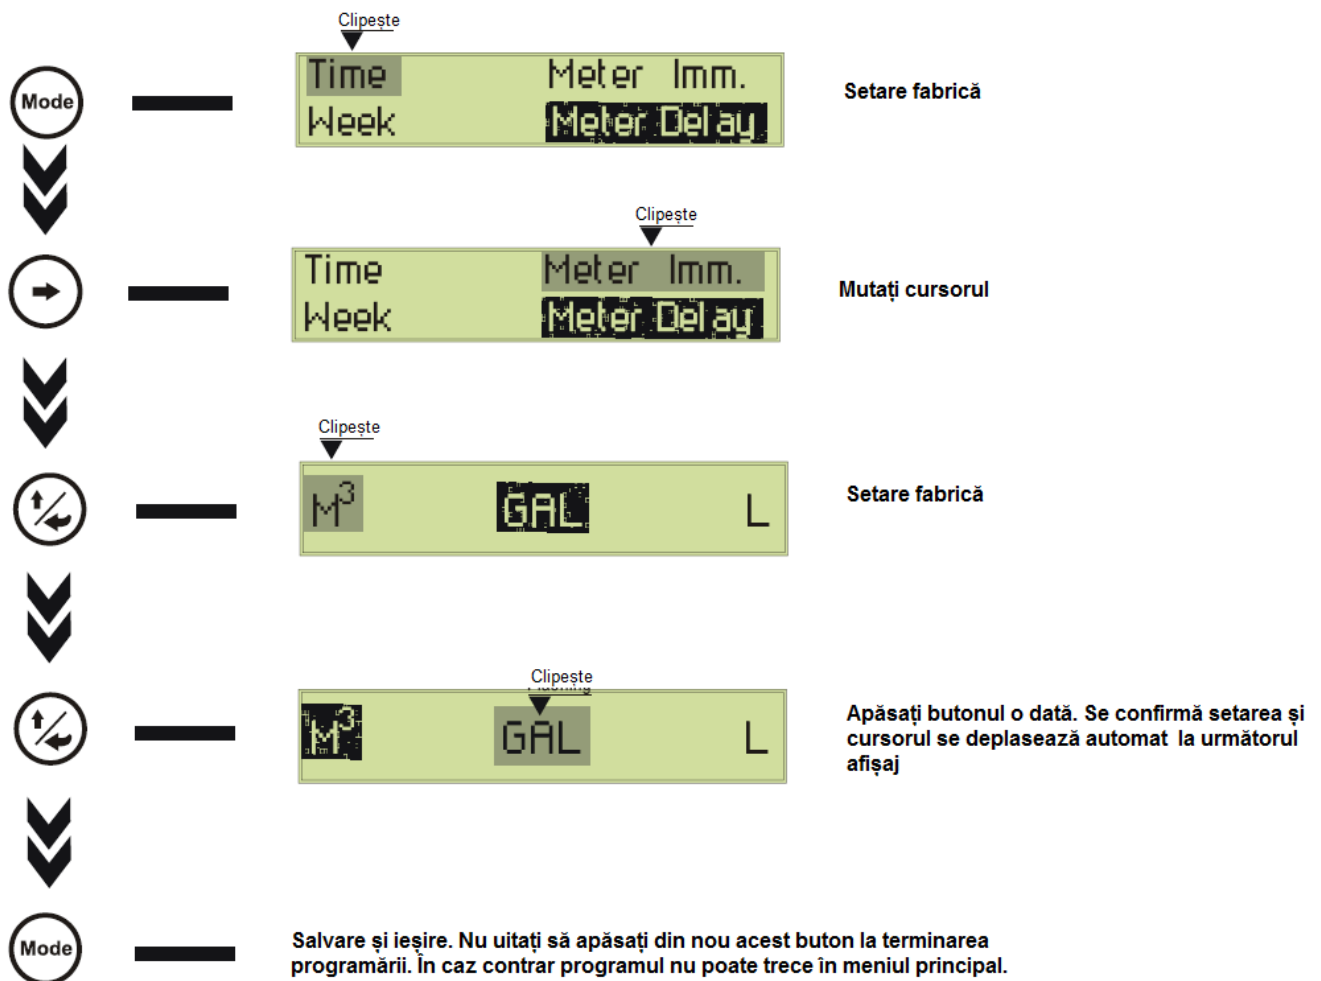 Clipește
Mode
Time Meter Imm.
Week Meter Delay
Setare fabrică
Clipește
Time Meter Imm.
Week Meter Delay
Mutați cursorul
Clipește
M³ GAL L
Setare fabrică
Clipește
M³ GAL L
Apăsați butonul o dată. Se confirmă setarea și
cursorul se deplasează automat la următorul
afișaj
Mode
Salvare și ieșire. Nu uitați să apăsați din nou acest buton la terminarea
programării. În caz contrar programul nu poate trece în meniul principal.